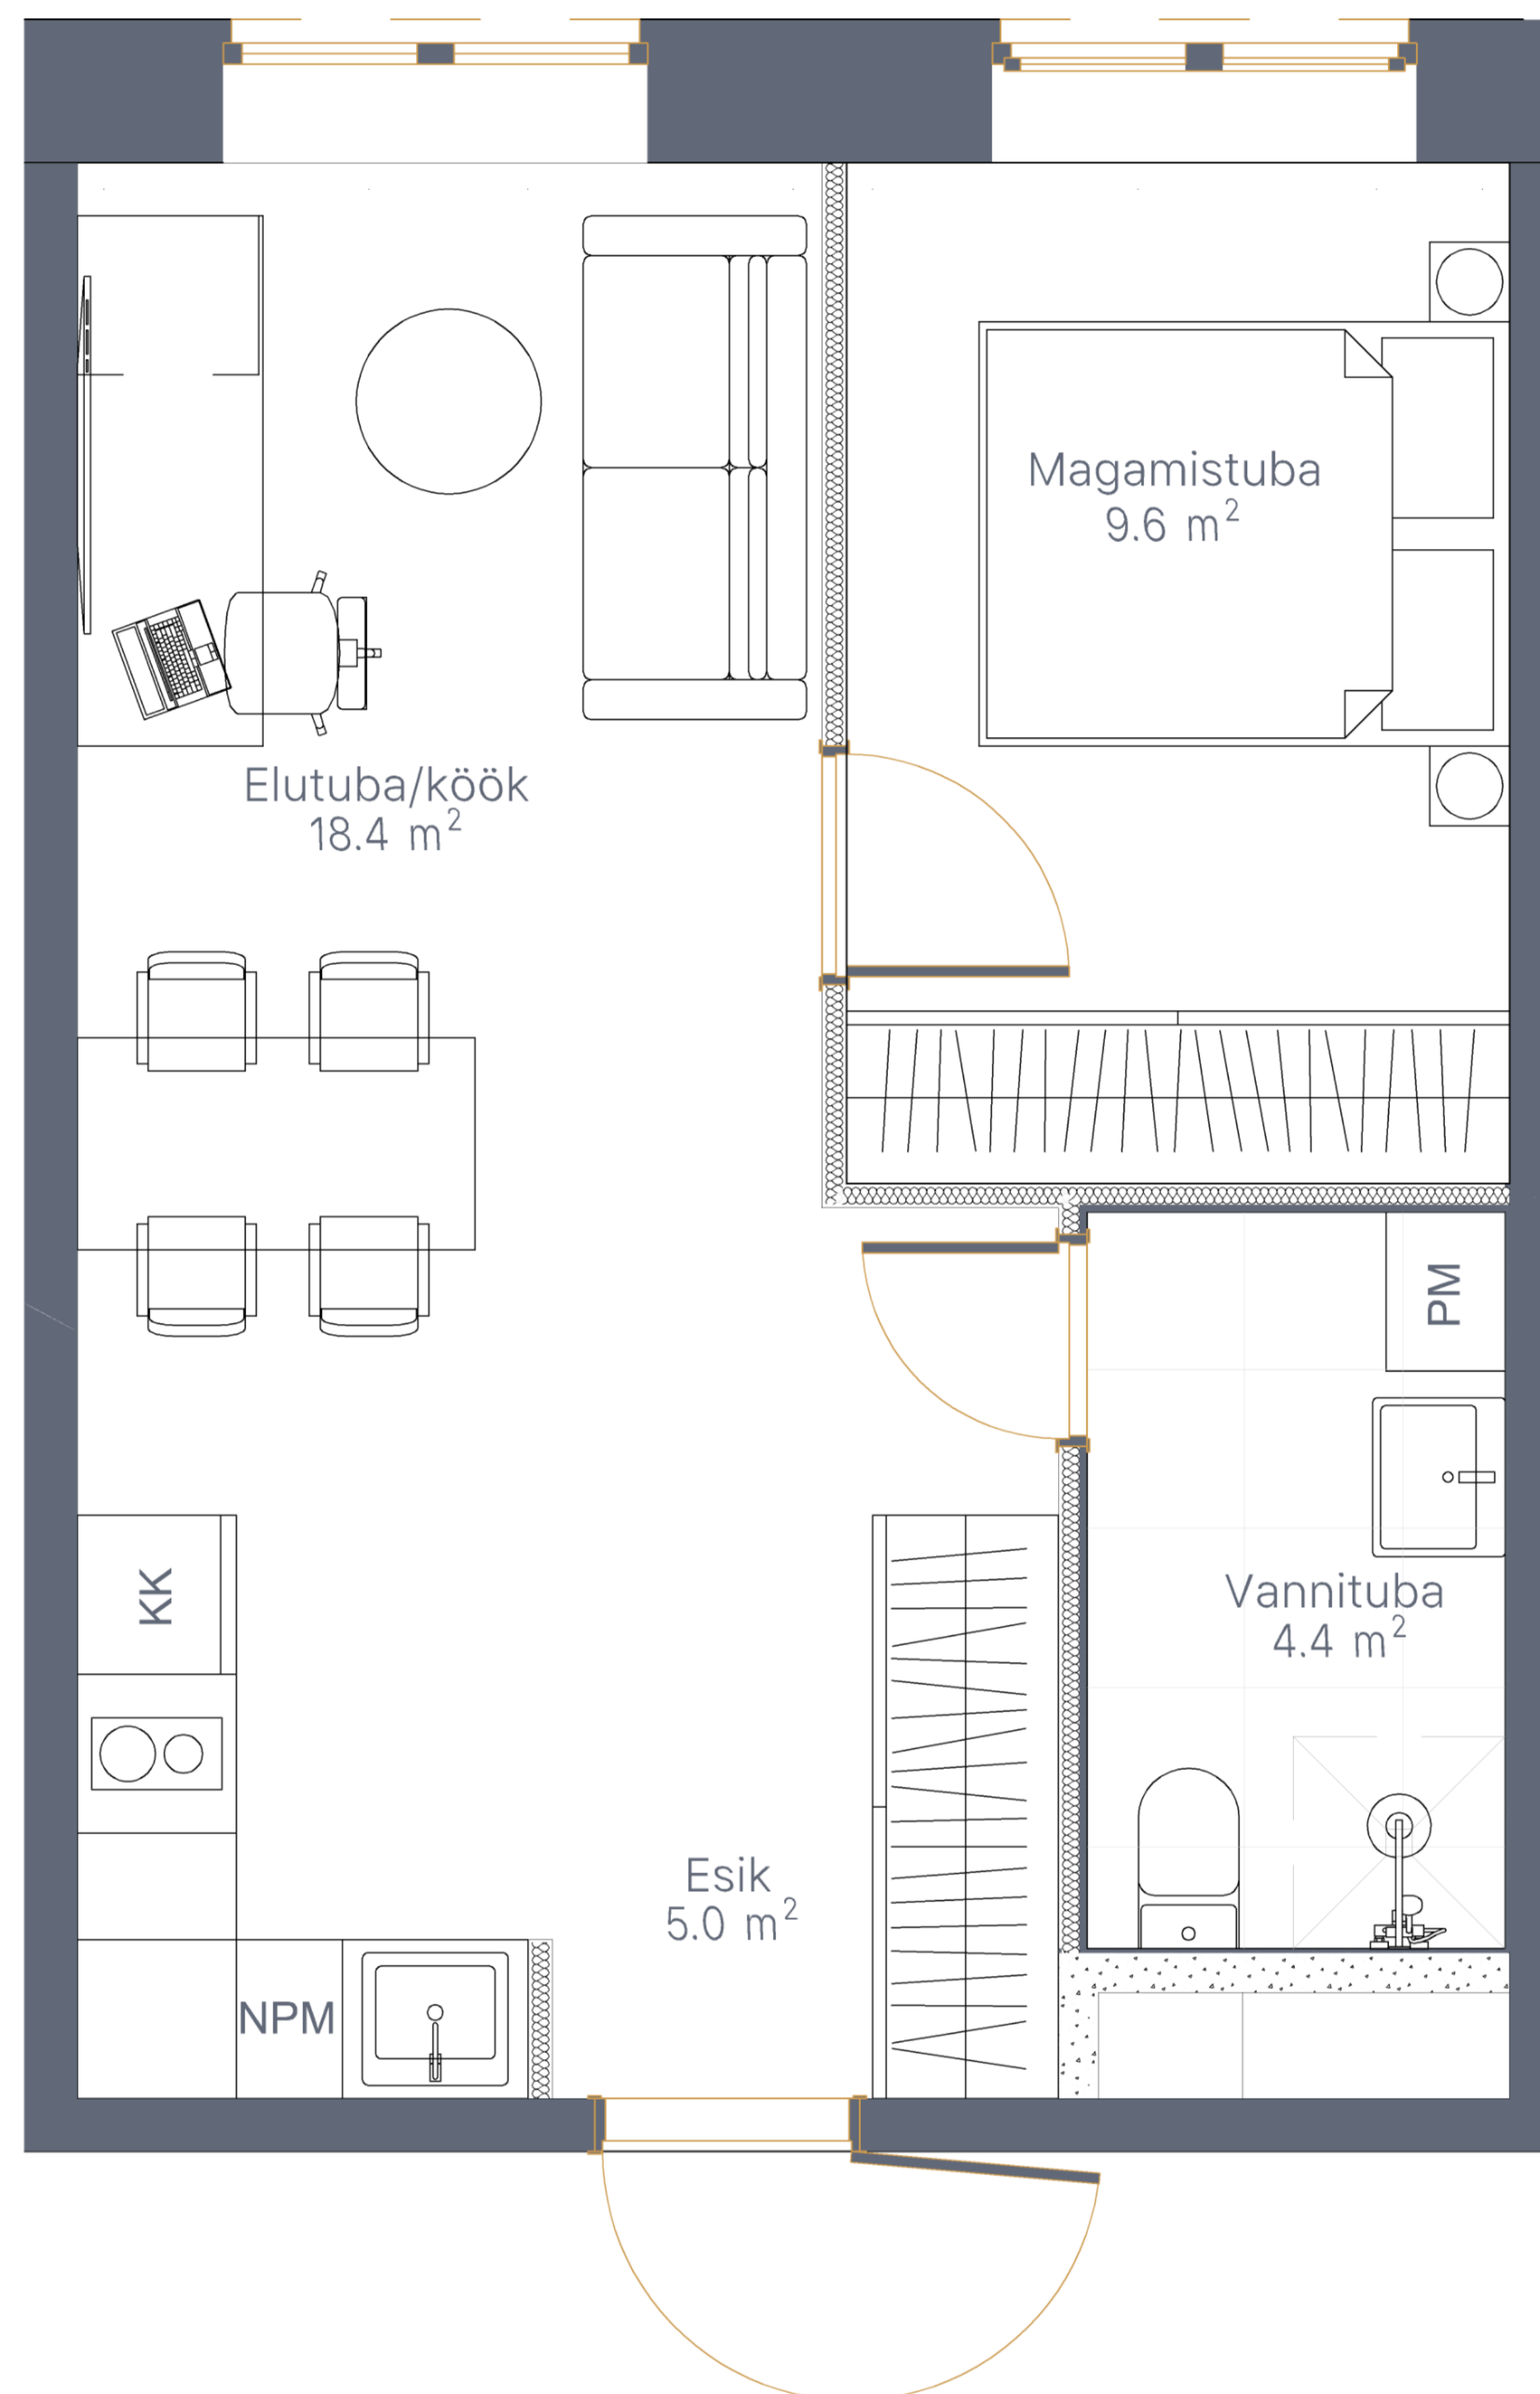 Magamistuba
9.6 m²
Elutuba/köök
18.4 m²
PM
KK
Vannituba
4.4 m²
Esik
5.0 m²
NPM